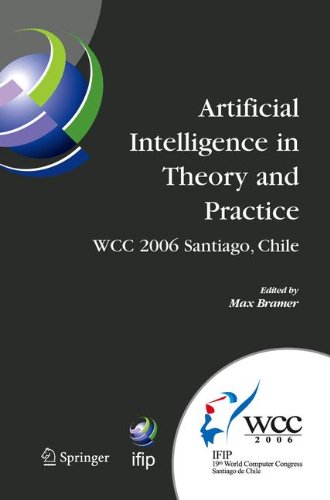 Artificial
Intelligence in
Theory and
Practice
WCC 2006 Santiago, Chile
Edited by
Max Bramer
WCC
2006
IFIP
19th World Computer Congress
Santiago de Chile
Springer
ifip